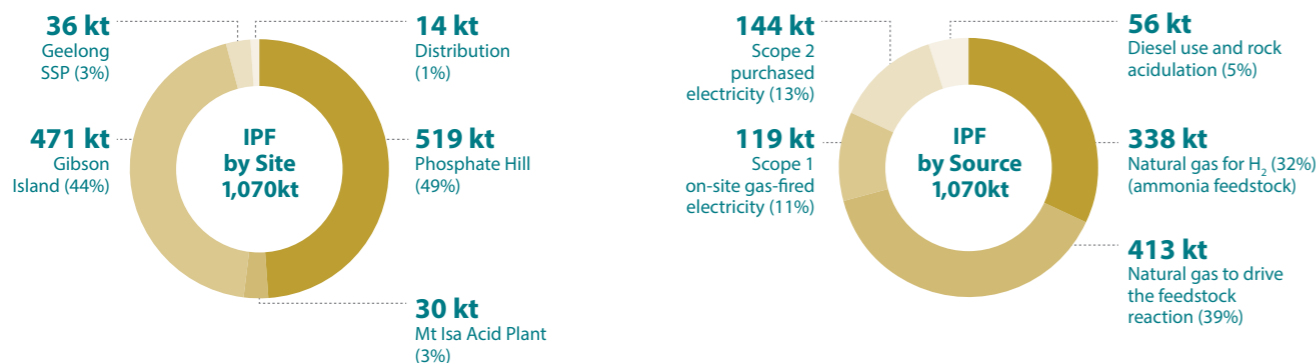 36 kt
Geelong
SSP (3%)
14 kt
Distribution
(1%)
471 kt
Gibson
Island (44%)
IPF
by Site
1,070kt
519 kt
Phosphate Hill
(49%)
30 kt
Mt Isa Acid Plant
(3%)
144 kt
Scope 2
purchased
electricity (13%)
56 kt
Diesel use and rock
acidulation (5%)
119 kt
Scope 1
on-site gas-fired
electricity (11%)
IPF
by Source
1,070kt
338 kt
Natural gas for H₂ (32%)
(ammonia feedstock)
413 kt
Natural gas to drive
the feedstock
reaction (39%)